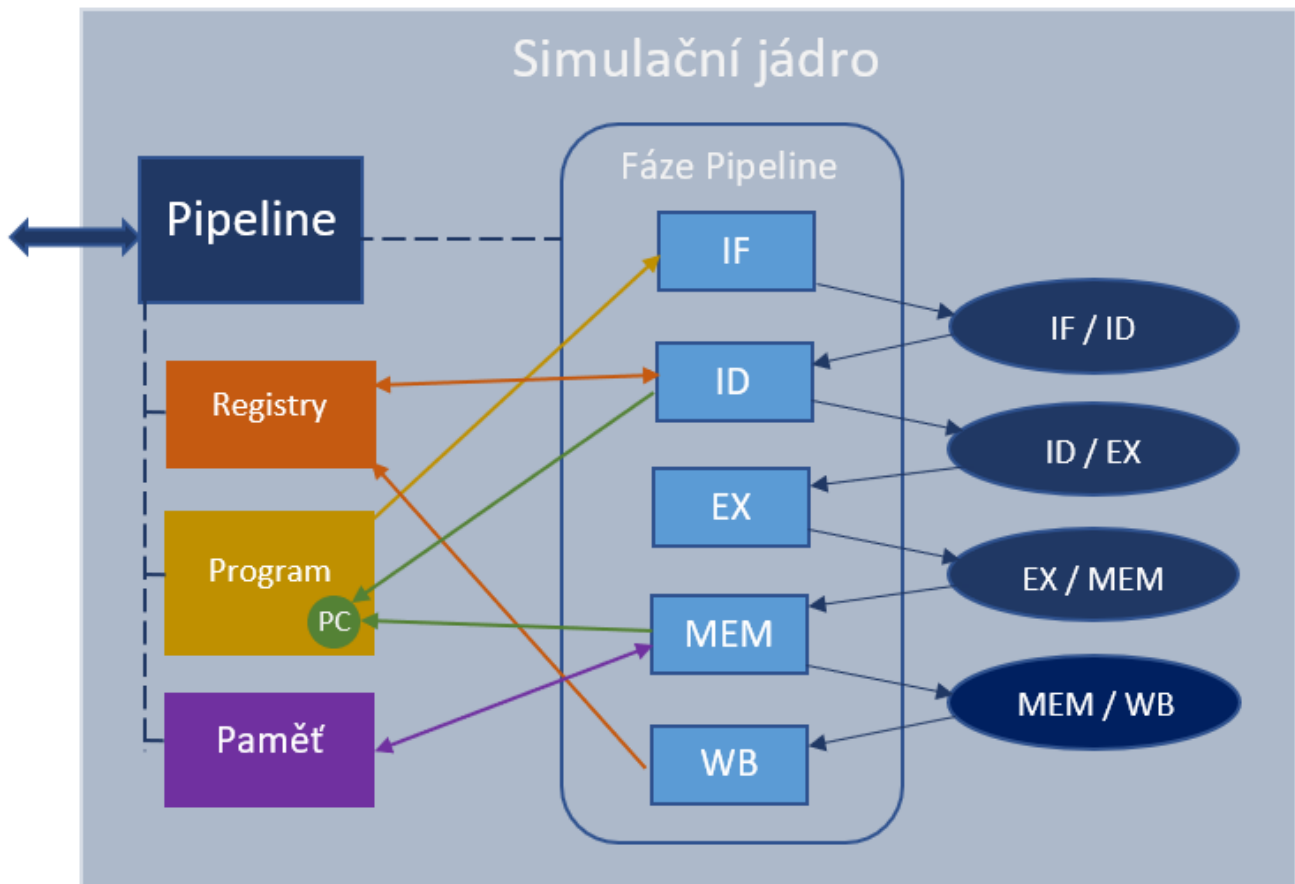 Simulační jádro
Pipeline
Registry
Program
PC
Paměť
Fáze Pipeline
IF
ID
EX
MEM
WB
IF / ID
ID / EX
EX / MEM
MEM / WB